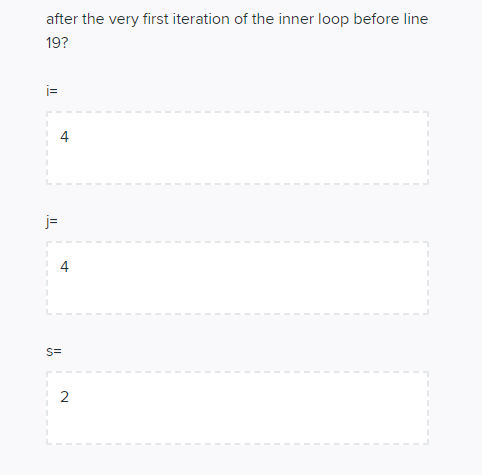 after the very first iteration of the inner loop before line
19?
i=
4
j=
4
s=
2